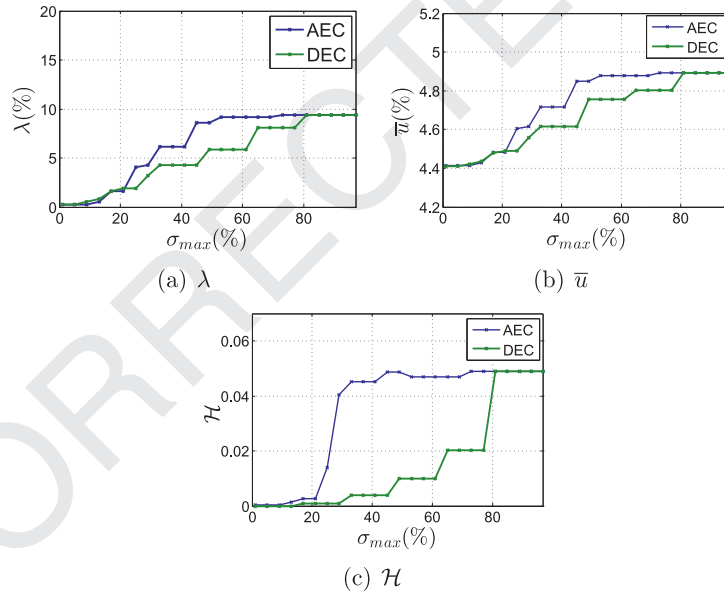 20
15
10
5
0
λ(%)
AEC
DEC
0 20 40 60 80
σmax(%)
(a) λ
5.2
5
4.8
4.6
4.4
4.2
u̅(%)
AEC
DEC
0 20 40 60 80
σmax(%)
(b) u̅
0.06
0.04
0.02
0
ℋ
AEC
DEC
0 20 40 60 80
σmax(%)
(c) ℋ
ORRECTE